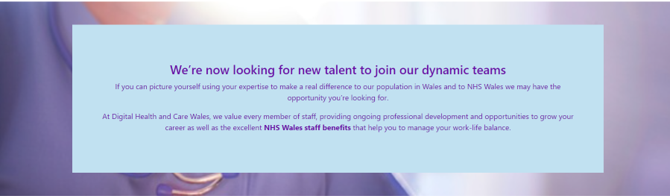 We’re now looking for new talent to join our dynamic teams
If you can picture yourself using your expertise to make a real difference to our population in Wales and to NHS Wales we may have the
opportunity you’re looking for.
At Digital Health and Care Wales, we value every member of staff, providing ongoing professional development and opportunities to grow your
career as well as the excellent NHS Wales staff benefits that help you to manage your work-life balance.